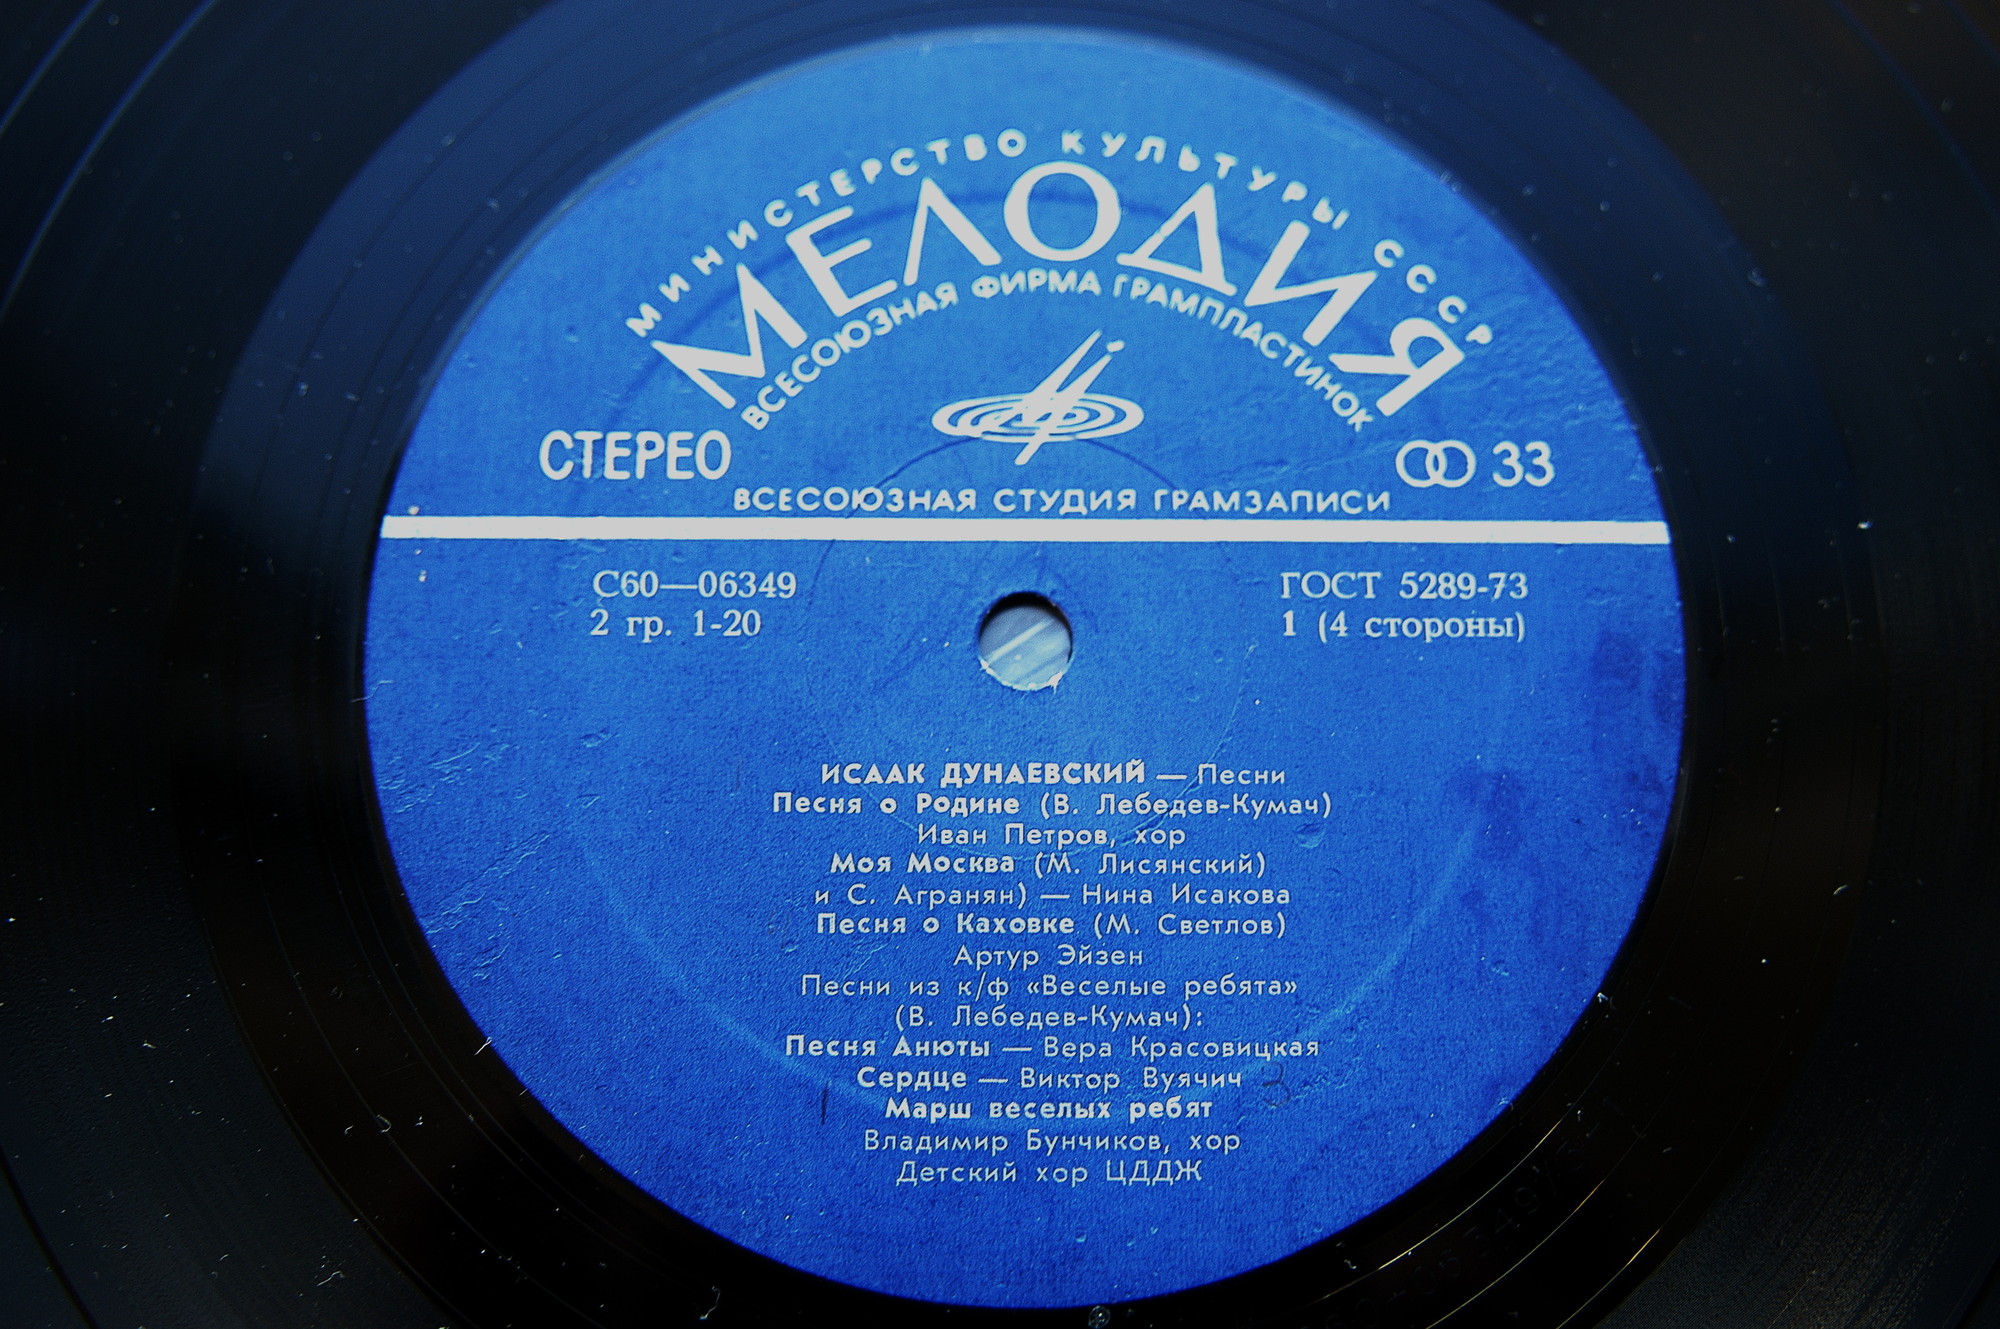 МИНИСТЕРСТВО КУЛЬТУРЫ СССР
МЕЛОДИЯ
ВСЕСОЮЗНАЯ ФИРМА ГРАМПЛАСТИНОК
СТЕРЕО
33
ВСЕСОЮЗНАЯ СТУДИЯ ГРАМЗАПИСИ
С60—06349
ГОСТ 5289-73
2 гр. 1-20
1 (4 стороны)
ИСААК ДУНАЕВСКИЙ — Песни
Песня о Родине (В. Лебедев-Кумач)
Иван Петров, хор
Моя Москва (М. Лисянский)
и С. Агранян) — Нина Исакова
Песня о Каховке (М. Светлов)
Артур Эйзен
Песни из к/ф «Веселые ребята»
(В. Лебедев-Кумач):
Песня Анюты — Вера Красовицкая
Сердце — Виктор Вуячич
Марш веселых ребят
Владимир Бунчиков, хор
Детский хор ЦДДЖ